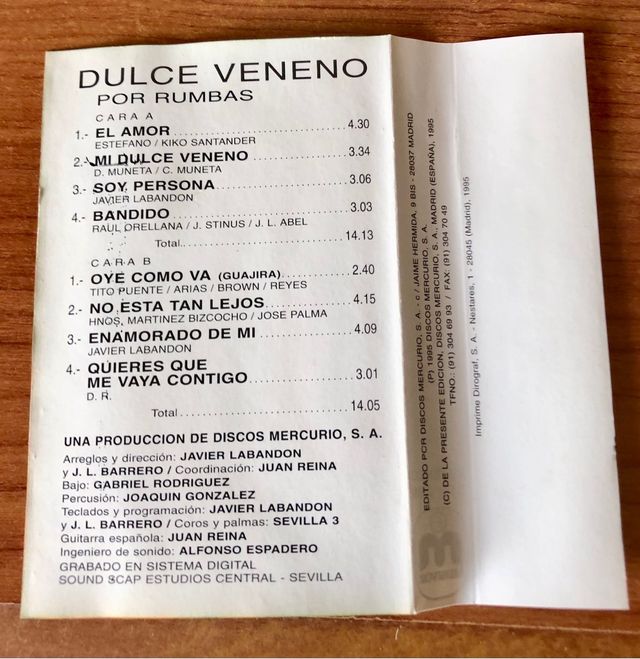 DULCE VENENO
POR RUMBAS
CARA A
1.- EL AMOR 4.30
ESTEFANO / KIKO SANTANDER
2.- MI DULCE VENENO 3.34
D. MUNETA / C. MUNETA
3.- SOY PERSONA 3.06
JAVIER LABANDON
4.- BANDIDO 3.03
RAUL ORELLANA / J. STINUS / J. L. ABEL
Total 14.13
CARA B
1.- OYE COMO VA (GUAJIRA) 2.40
TITO PUENTE / ARIAS / BROWN / REYES
2.- NO ESTA TAN LEJOS 4.15
HNOS, MARTINEZ BIZCOCHO / JOSE PALMA
3.- ENAMORADO DE MI 4.09
JAVIER LABANDON
4.- QUIERES QUE
ME VAYA CONTIGO 3.01
D. R.
Total 14.05
UNA PRODUCCION DE DISCOS MERCURIO, S. A.
Arreglos y dirección: JAVIER LABANDON
y J. L. BARRERO / Coordinación: JUAN REINA
Bajo: GABRIEL RODRIGUEZ
Percusión: JOAQUIN GONZALEZ
Teclados y programación: JAVIER LABANDON
y J. L. BARRERO / Coros y palmas: SEVILLA 3
Guitarra española: JUAN REINA
Ingeniero de sonido: ALFONSO ESPADERO
GRABADO EN SISTEMA DIGITAL
SOUND SCAP ESTUDIOS CENTRAL - SEVILLA
EDITADO POR DISCOS MERCURIO, S. A. - c / JAIME HERMIDA, 9 BIS - 28037 MADRID
(P) 1995 DISCOS MERCURIO, S. A.
(C) DE LA PRESENTE EDICION, DISCOS MERCURIO, S. A., MADRID (ESPAÑA), 1995
TFNO.: (91) 304 69 93 / FAX (91) 304 70 49
Imprime Dirograf, S. A. - Nestares, 1 - 28045 (Madrid), 1995